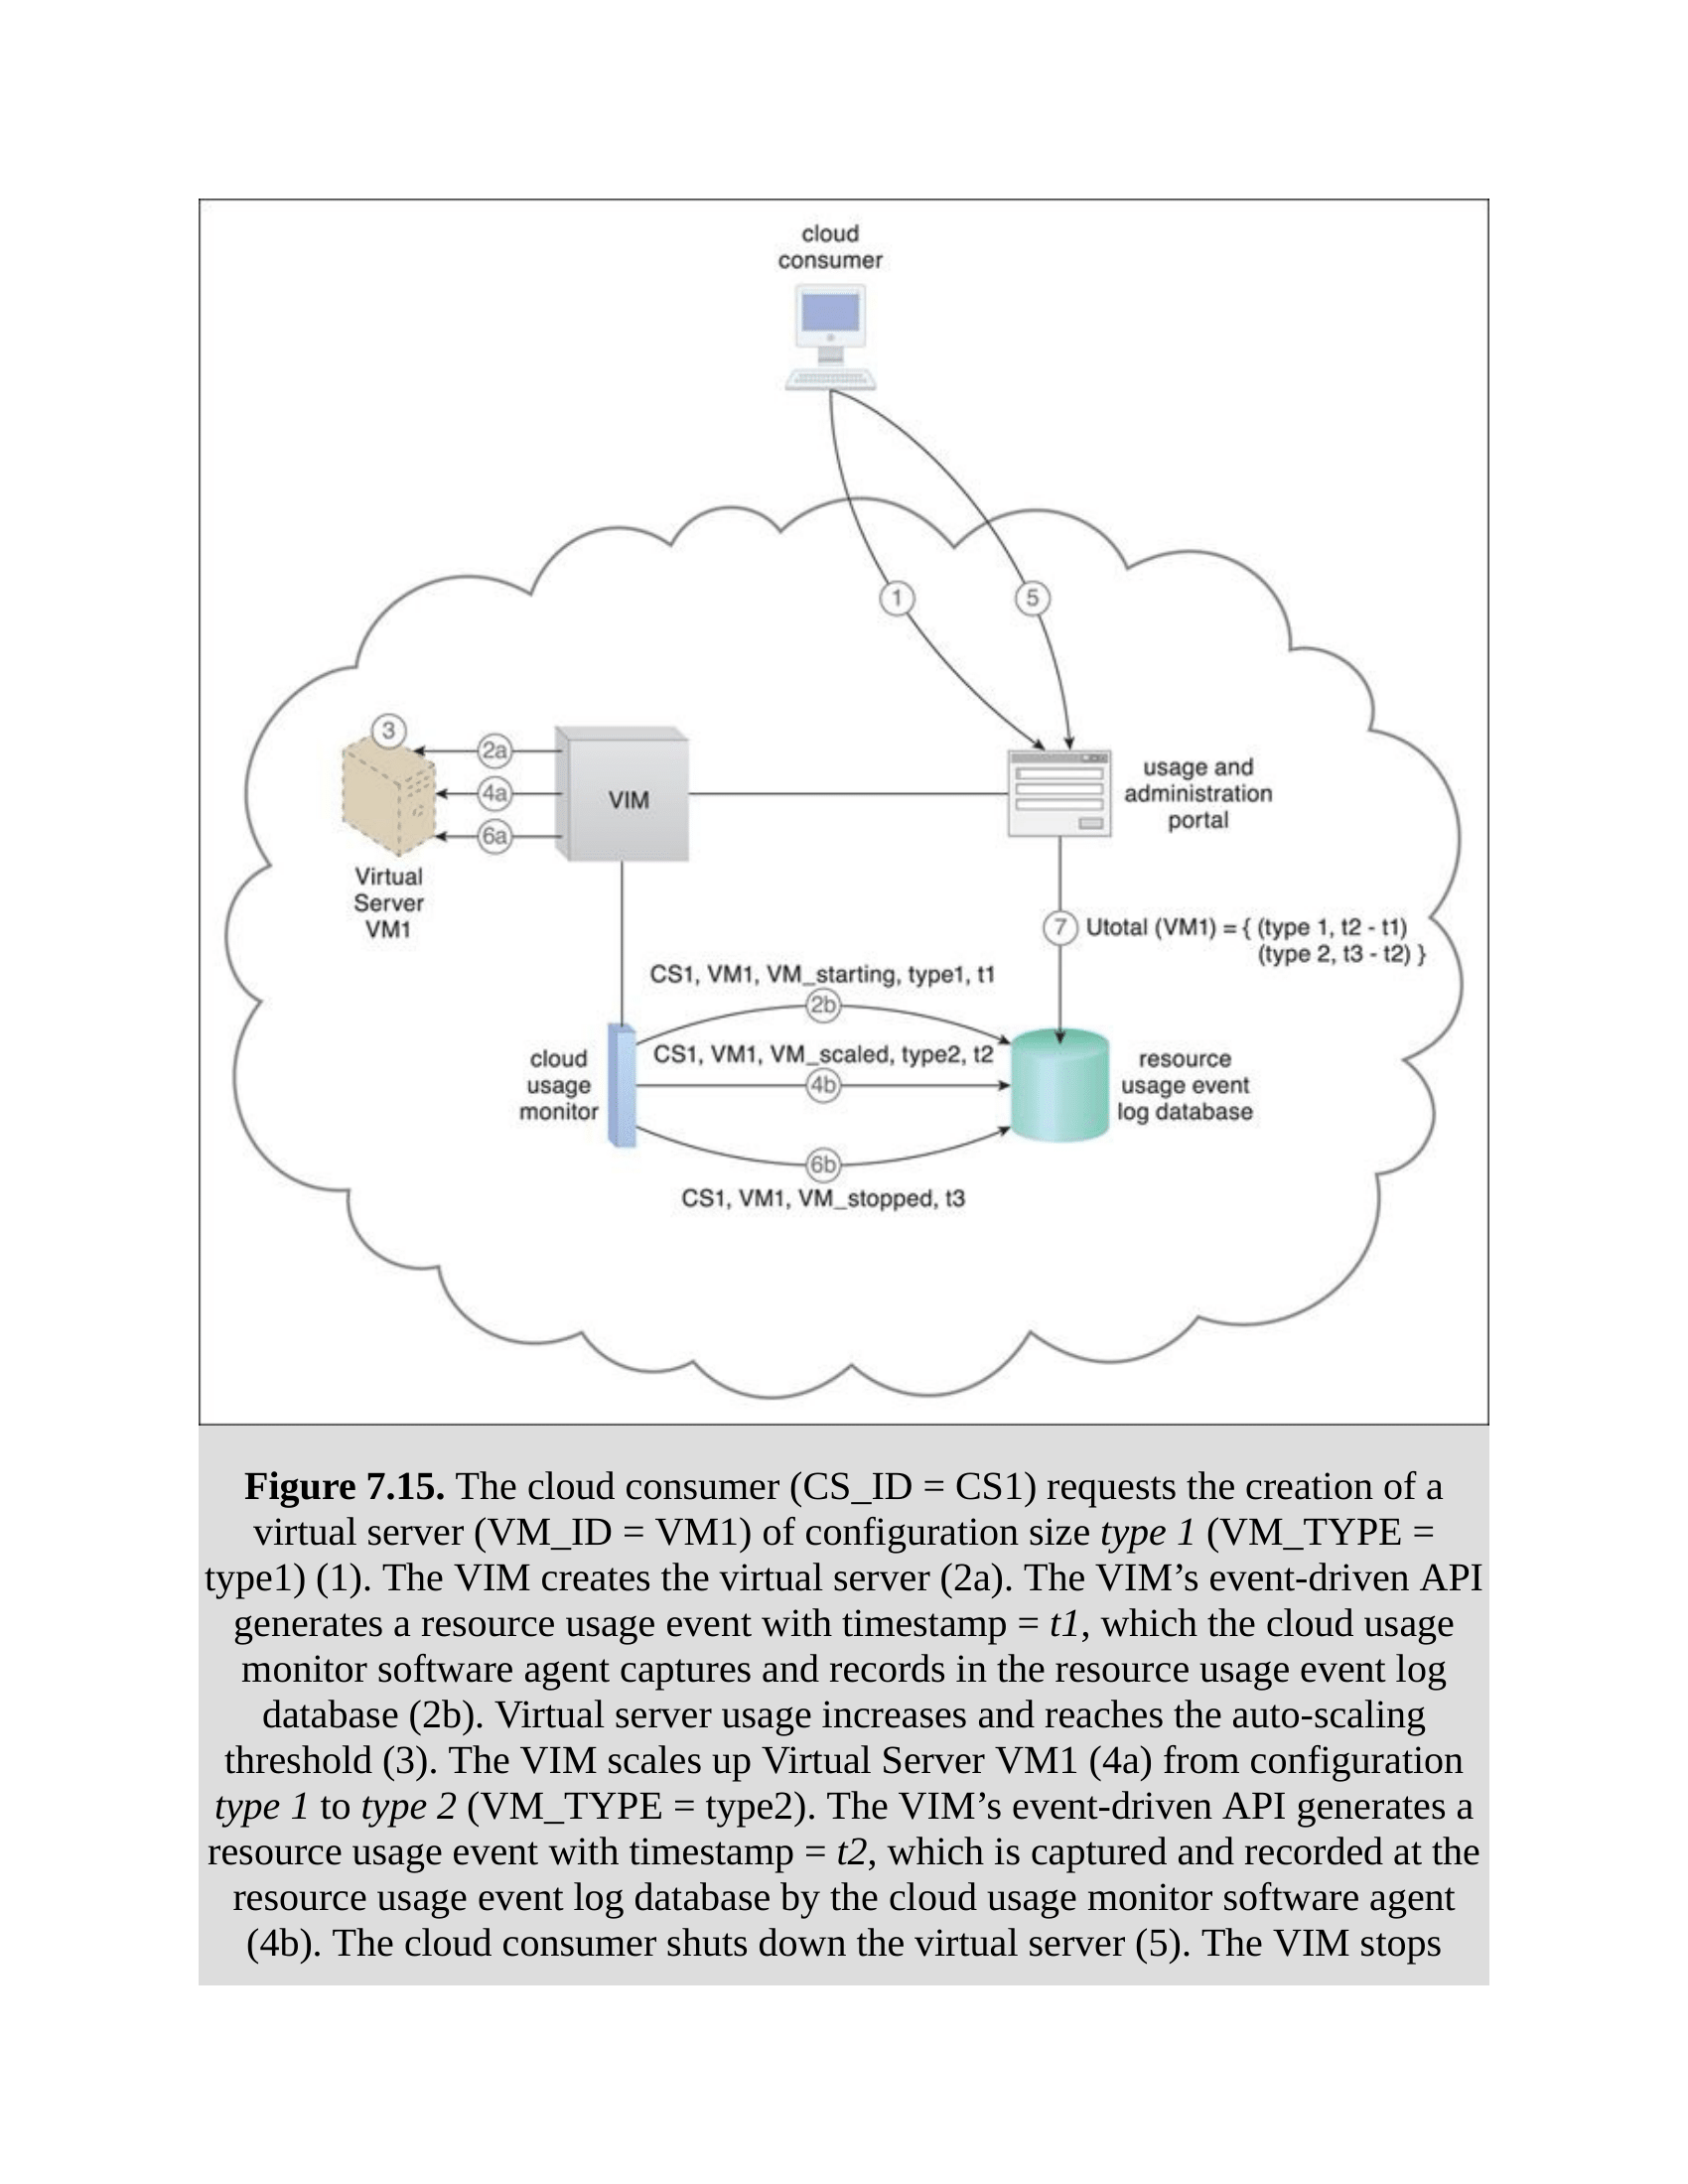 cloud
consumer
1
5
3
2a
4a
6a
VIM
usage and
administration
portal
Virtual
Server
VM1
7
Utotal (VM1) = { (type 1, t2 - t1)
(type 2, t3 - t2) }
CS1, VM1, VM_starting, type1, t1
2b
CS1, VM1, VM_scaled, type2, t2
4b
cloud
usage
monitor
resource
usage event
log database
6b
CS1, VM1, VM_stopped, t3
Figure 7.15. The cloud consumer (CS_ID = CS1) requests the creation of a
virtual server (VM_ID = VM1) of configuration size type 1 (VM_TYPE =
type1) (1). The VIM creates the virtual server (2a). The VIM’s event-driven API
generates a resource usage event with timestamp = t1, which the cloud usage
monitor software agent captures and records in the resource usage event log
database (2b). Virtual server usage increases and reaches the auto-scaling
threshold (3). The VIM scales up Virtual Server VM1 (4a) from configuration
type 1 to type 2 (VM_TYPE = type2). The VIM’s event-driven API generates a
resource usage event with timestamp = t2, which is captured and recorded at the
resource usage event log database by the cloud usage monitor software agent
(4b). The cloud consumer shuts down the virtual server (5). The VIM stops